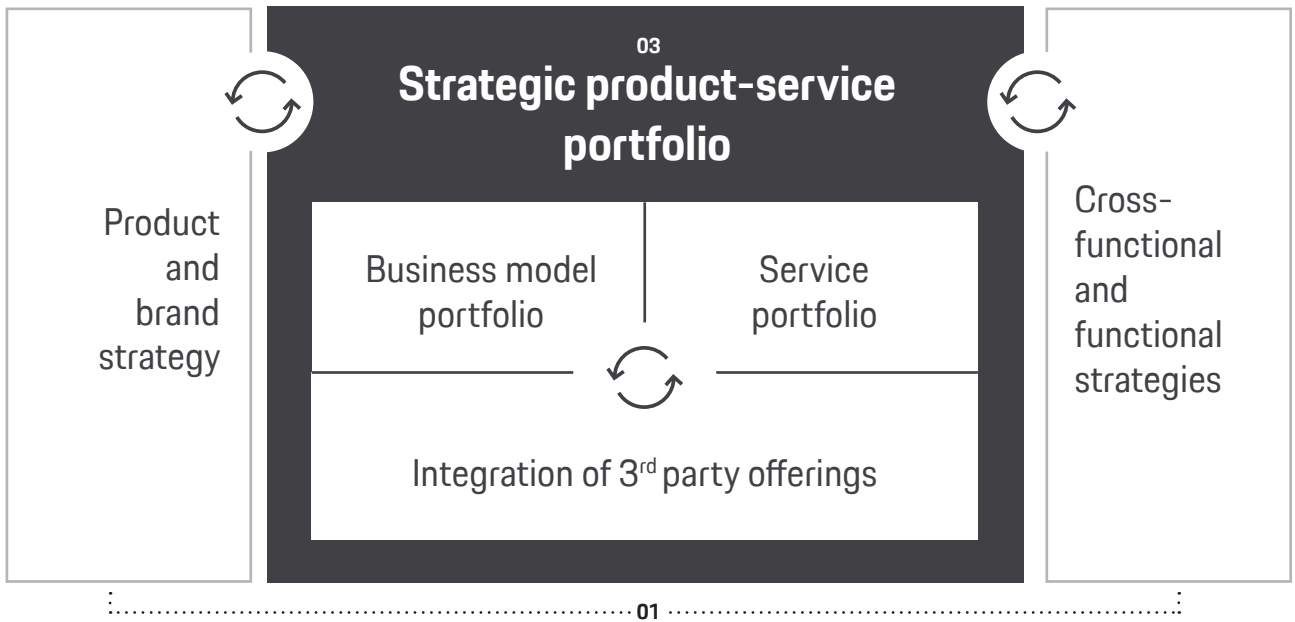 03
Strategic product-service
portfolio
Product
and
brand
strategy
Business model
portfolio
Service
portfolio
Integration of 3rd party offerings
Cross-
functional
and
functional
strategies
01